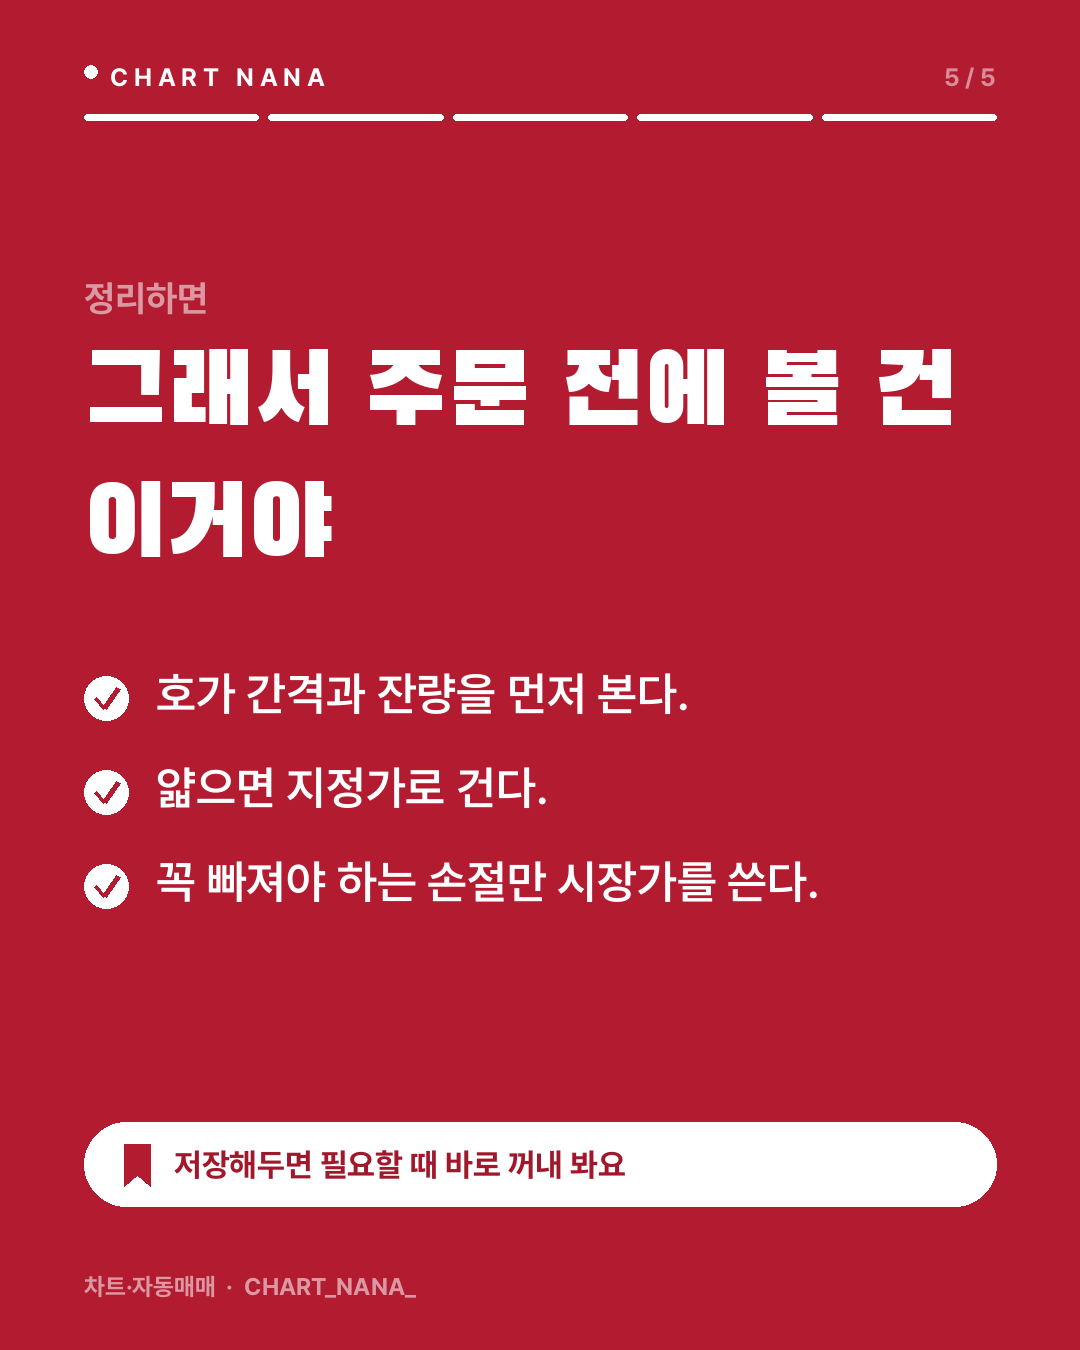 CHART NANA
5 / 5
정리하면
그래서 주문 전에 볼 건
이거야
호가 간격과 잔량을 먼저 본다.
얇으면 지정가로 건다.
꼭 빠져야 하는 손절만 시장가를 쓴다.
저장해두면 필요할 때 바로 꺼내 봐요
차트·자동매매 · CHART_NANA_